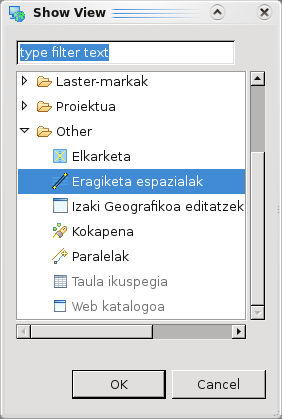 Show View
type filter text
Laster-markak
Proiektua
Other
Elkarketa
Eragiketa espazialak
Izaki Geografikoa editatzek
Kokapena
Paralelak
Taula ikuspegia
Web katalogoa
OK
Cancel